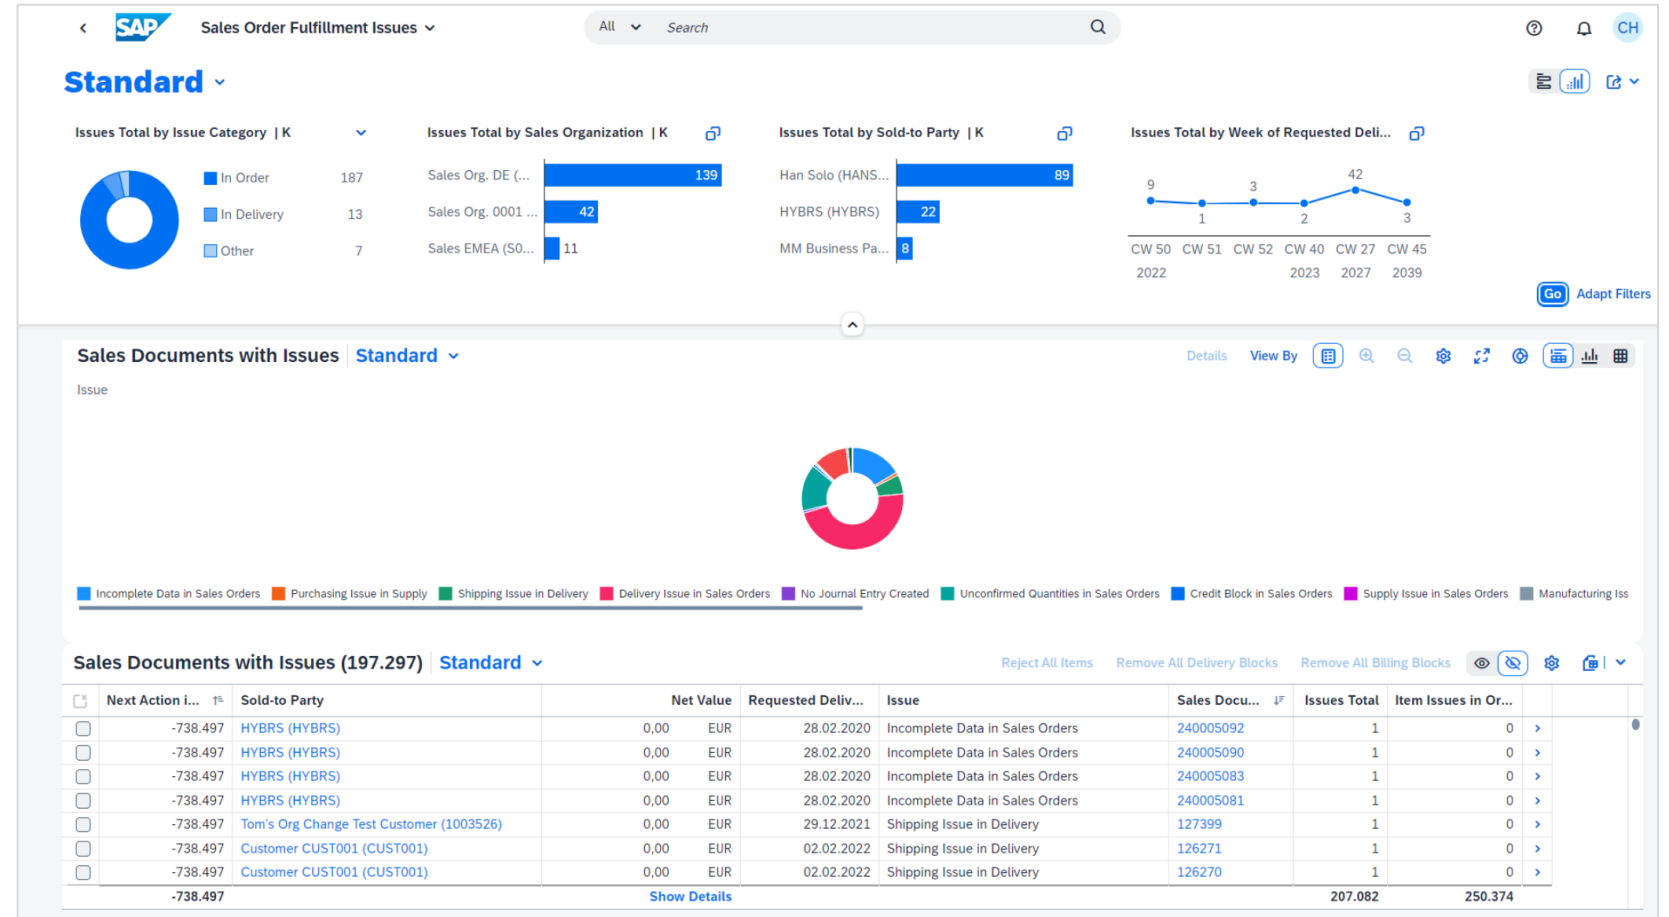 SAP Sales Order Fulfillment Issues All Search CH
Standard
Issues Total by Issue Category | K
In Order 187
In Delivery 13
Other 7
Issues Total by Sales Organization | K
Sales Org. DE (... 139
Sales Org. 0001 ... 42
Sales EMEA (S0... 11
Issues Total by Sold-to Party | K
Han Solo (HANS... 89
HYBRS (HYBRS) 22
MM Business Pa... 8
Issues Total by Week of Requested Deli...
9 1 3 2 42 3
CW 50 CW 51 CW 52 CW 40 CW 27 CW 45
2022 2023 2027 2039
Go Adapt Filters
Sales Documents with Issues Standard Details View By
Issue
Incomplete Data in Sales Orders Purchasing Issue in Supply Shipping Issue in Delivery Delivery Issue in Sales Orders No Journal Entry Created Unconfirmed Quantities in Sales Orders Credit Block in Sales Orders Supply Issue in Sales Orders Manufacturing Iss
Sales Documents with Issues (197.297) Standard Reject All Items Remove All Delivery Blocks Remove All Billing Blocks
Next Action i... Sold-to Party Net Value Requested Deliv... Issue Sales Docu... Issues Total Item Issues in Or...
-738.497 HYBRS (HYBRS) 0,00 EUR 28.02.2020 Incomplete Data in Sales Orders 240005092 1 0
-738.497 HYBRS (HYBRS) 0,00 EUR 28.02.2020 Incomplete Data in Sales Orders 240005090 1 0
-738.497 HYBRS (HYBRS) 0,00 EUR 28.02.2020 Incomplete Data in Sales Orders 240005083 1 0
-738.497 HYBRS (HYBRS) 0,00 EUR 28.02.2020 Incomplete Data in Sales Orders 240005081 1 0
-738.497 Tom's Org Change Test Customer (1003526) 0,00 EUR 29.12.2021 Shipping Issue in Delivery 127399 1 0
-738.497 Customer CUST001 (CUST001) 0,00 EUR 02.02.2022 Shipping Issue in Delivery 126271 1 0
-738.497 Customer CUST001 (CUST001) 0,00 EUR 02.02.2022 Shipping Issue in Delivery 126270 1 0
-738.497 Show Details 207.082 250.374